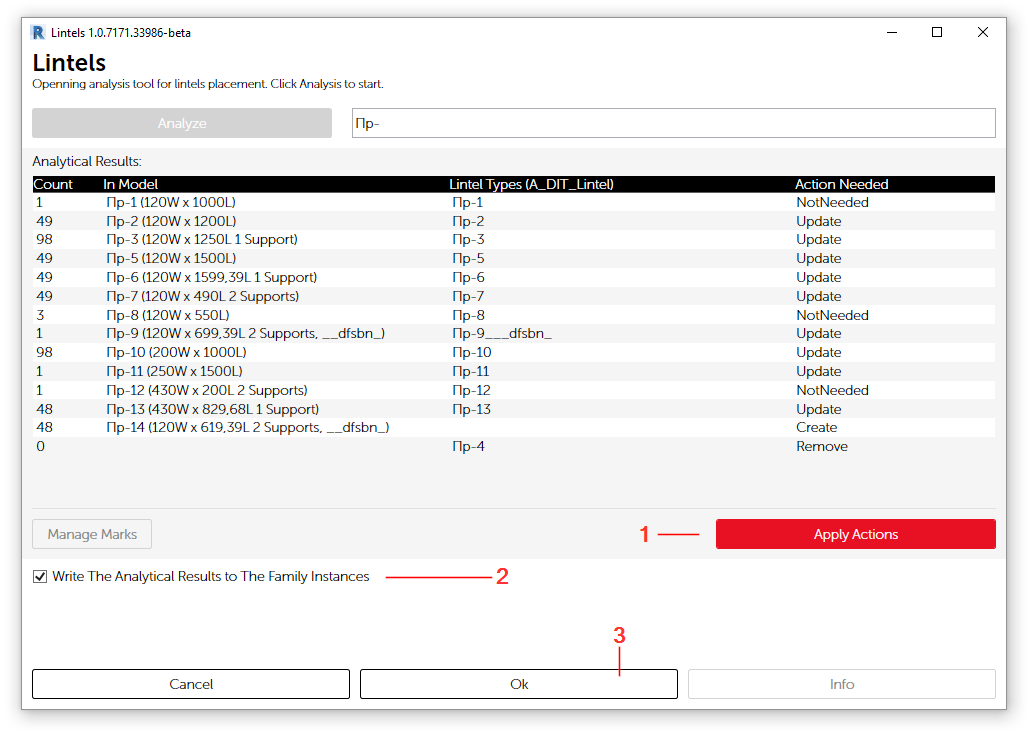 R Lintels 1.0.7171.33986-beta
Lintels
Openning analysis tool for lintels placement. Click Analysis to start.
Analyze Пр-
Analytical Results:
Count In Model Lintel Types (A_DIT_Lintel) Action Needed
1 Пр-1 (120W x 1000L) Пр-1 NotNeeded
49 Пр-2 (120W x 1200L) Пр-2 Update
98 Пр-3 (120W x 1250L 1 Support) Пр-3 Update
49 Пр-5 (120W x 1500L) Пр-5 Update
49 Пр-6 (120W x 1599,39L 1 Support) Пр-6 Update
49 Пр-7 (120W x 490L 2 Supports) Пр-7 Update
3 Пр-8 (120W x 550L) Пр-8 NotNeeded
1 Пр-9 (120W x 699,39L 2 Supports, __dfsbn_) Пр-9___dfsbn_ Update
98 Пр-10 (200W x 1000L) Пр-10 Update
1 Пр-11 (250W x 1500L) Пр-11 Update
1 Пр-12 (430W x 200L 2 Supports) Пр-12 NotNeeded
48 Пр-13 (430W x 829,68L 1 Support) Пр-13 Update
48 Пр-14 (120W x 619,39L 2 Supports, __dfsbn_) Create
0 Пр-4 Remove
Manage Marks 1 Apply Actions
Write The Analytical Results to The Family Instances 2
3
Cancel Ok Info